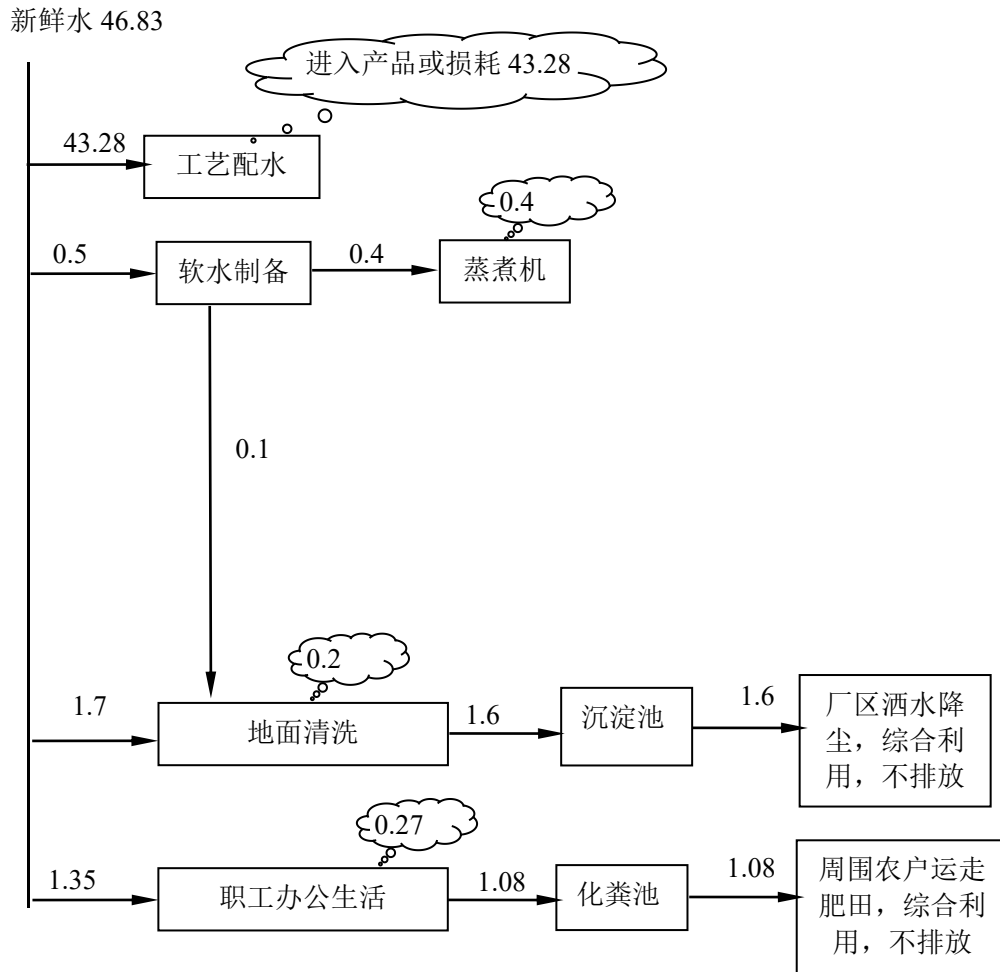 新鲜水 46.83
进入产品或损耗 43.28
43.28
工艺配水
0.4
0.5
软水制备
0.4
蒸煮机
0.1
0.2
1.7
地面清洗
1.6
沉淀池
1.6
厂区洒水降
尘，综合利
用，不排放
0.27
1.35
职工办公生活
1.08
化粪池
1.08
周围农户运走
肥田，综合利
用，不排放